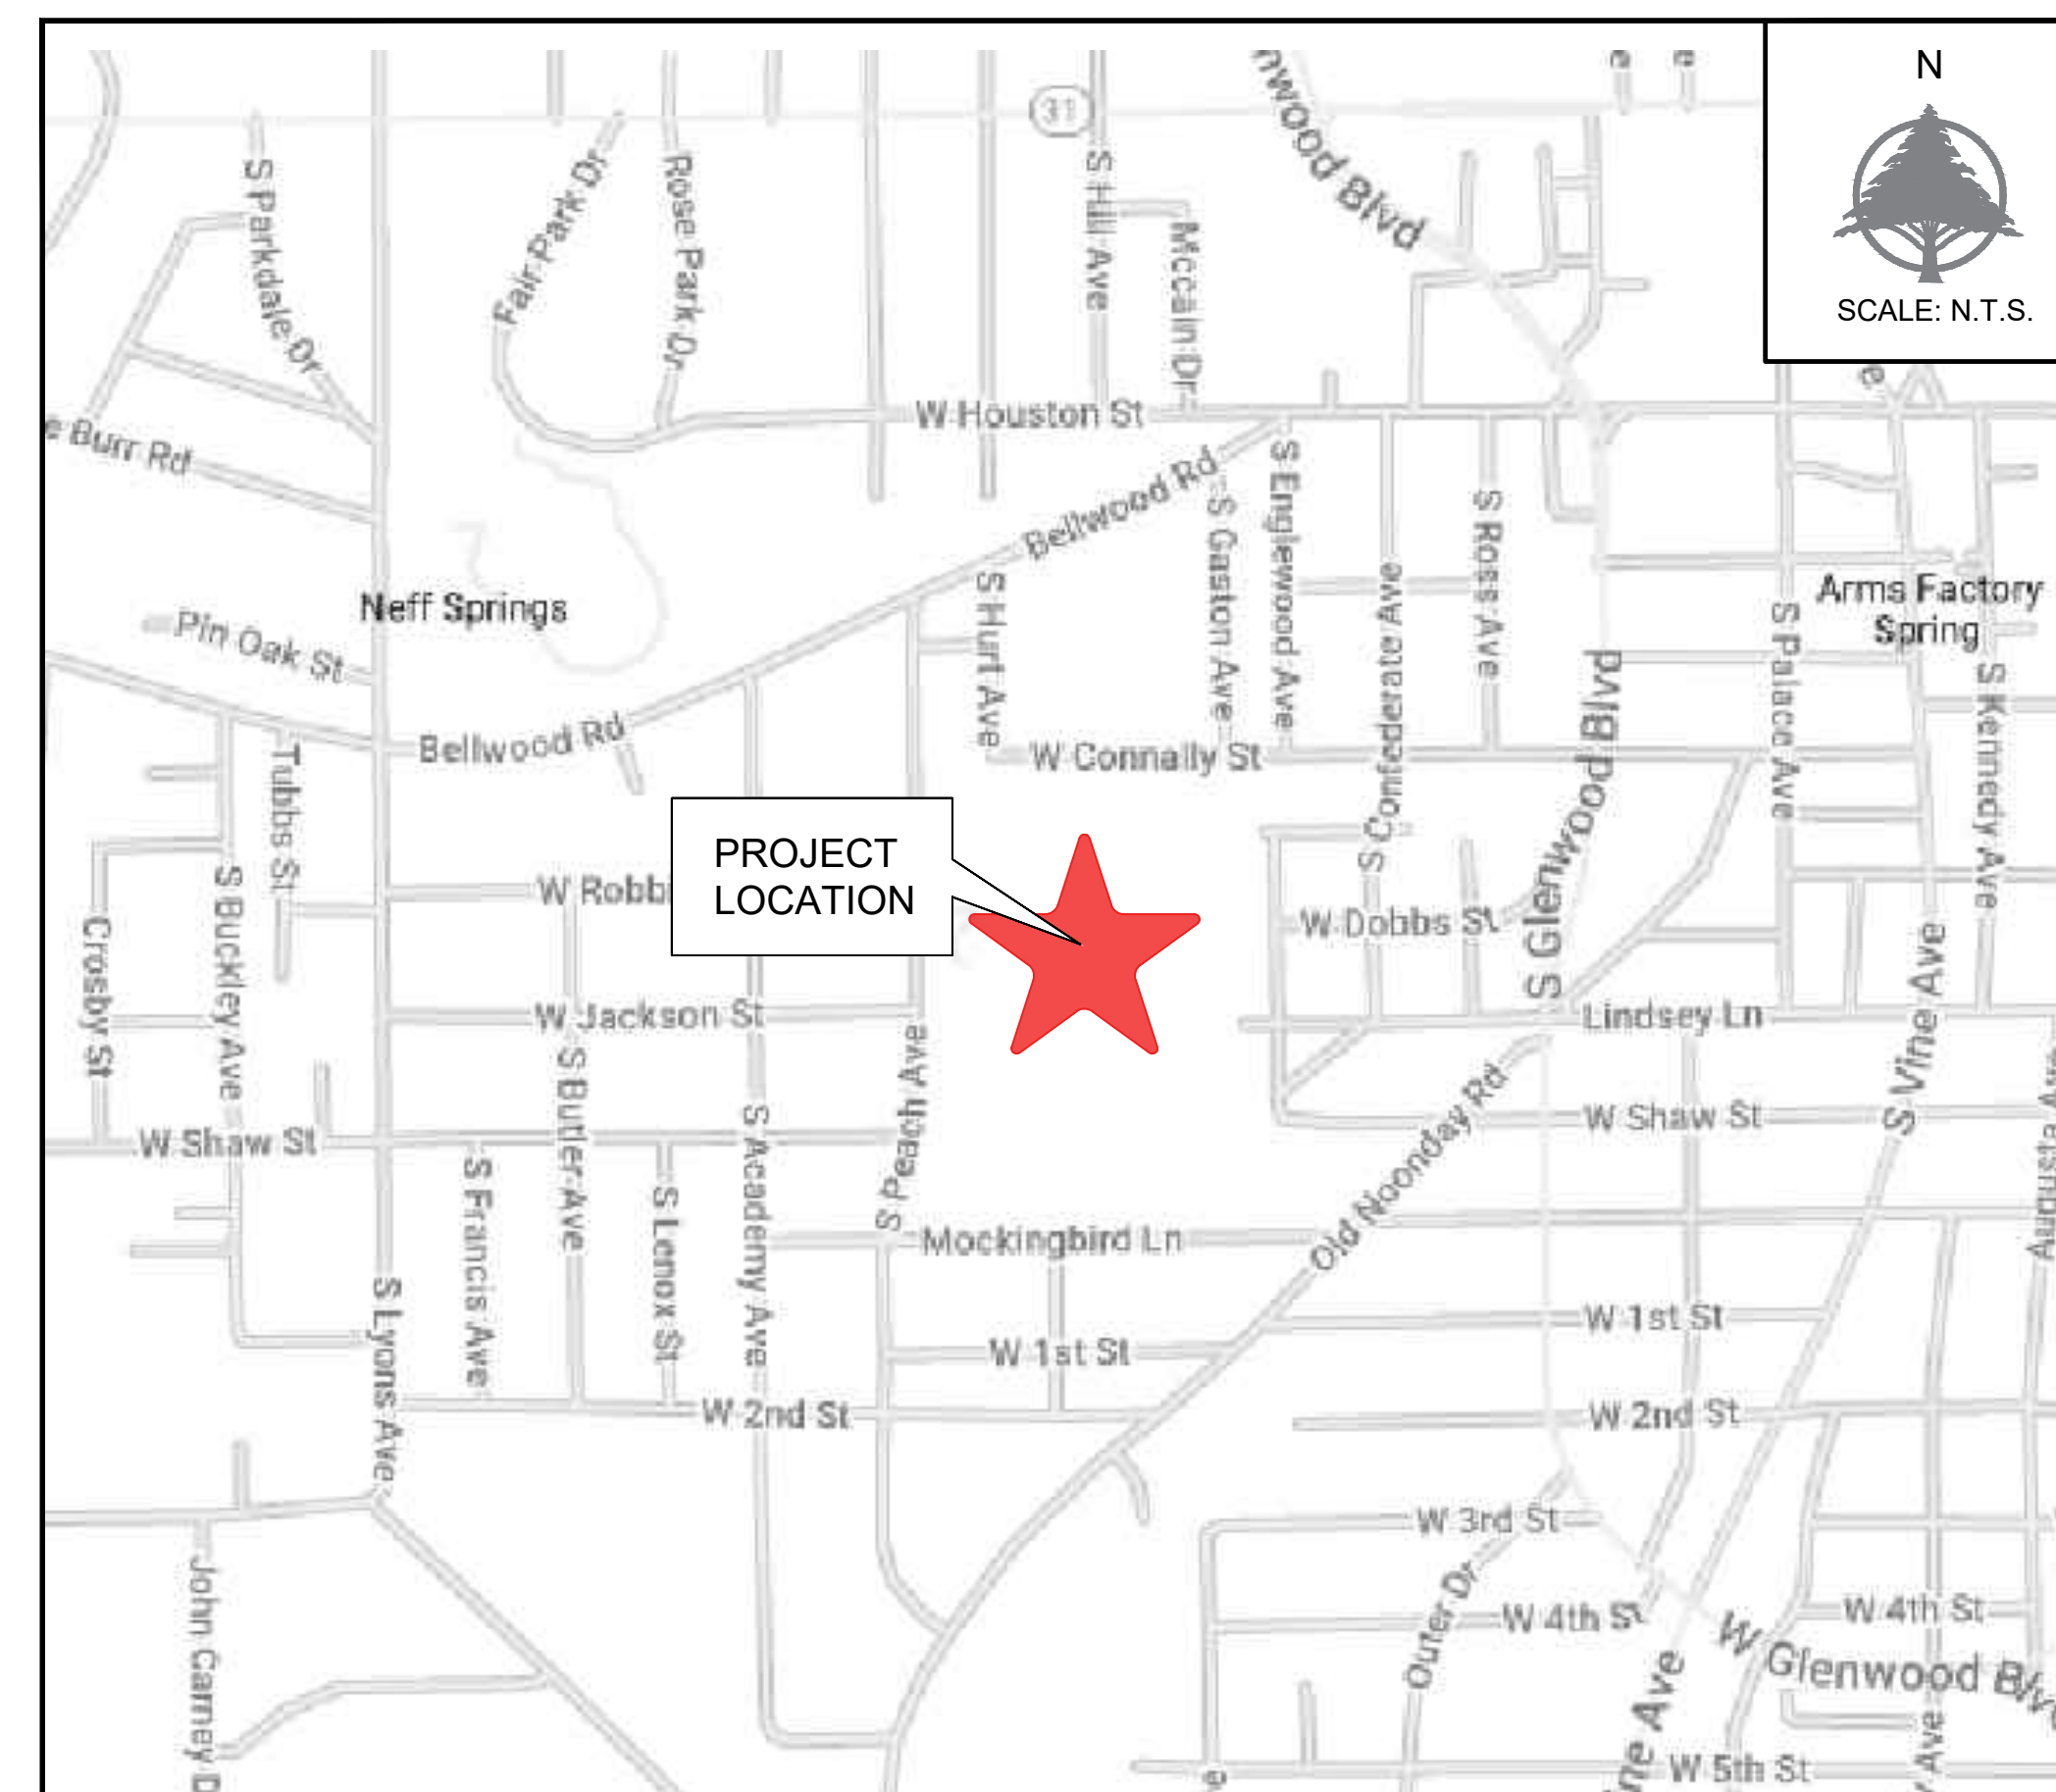 N
SCALE: N.T.S.
31
S Parkdale Dr
Fair Park Dr
Rose Park Dr
S Hill Ave
Mccain Dr
W Houston St
Burr Rd
Bellwood Rd
S Gaston Ave
S Englewood Ave
S Confederate Ave
S Ross Ave
Neff Springs
Pin Oak St
S Hurt Ave
Arms Factory
Spring
S Palace Ave
S Kennedy Ave
Bellwood Rd
W Connally St
S Glenwood Blvd
Tubbs St
PROJECT
LOCATION
W Robbi
W Dobbs St
Crosby St
S Buckley Ave
W Jackson St
Lindsey Ln
S Vine Ave
S Butler Ave
S Peach Ave
Old Noonday Rd
W Shaw St
W Shaw St
S Francis Ave
S Lenox St
S Academy Ave
Mockingbird Ln
S Lyons Ave
W 1st St
W 1st St
W 2nd St
W 2nd St
W 3rd St
Outer Dr
W 4th St
W 4th St
John Carney D
W Glenwood Blv
W 5th St